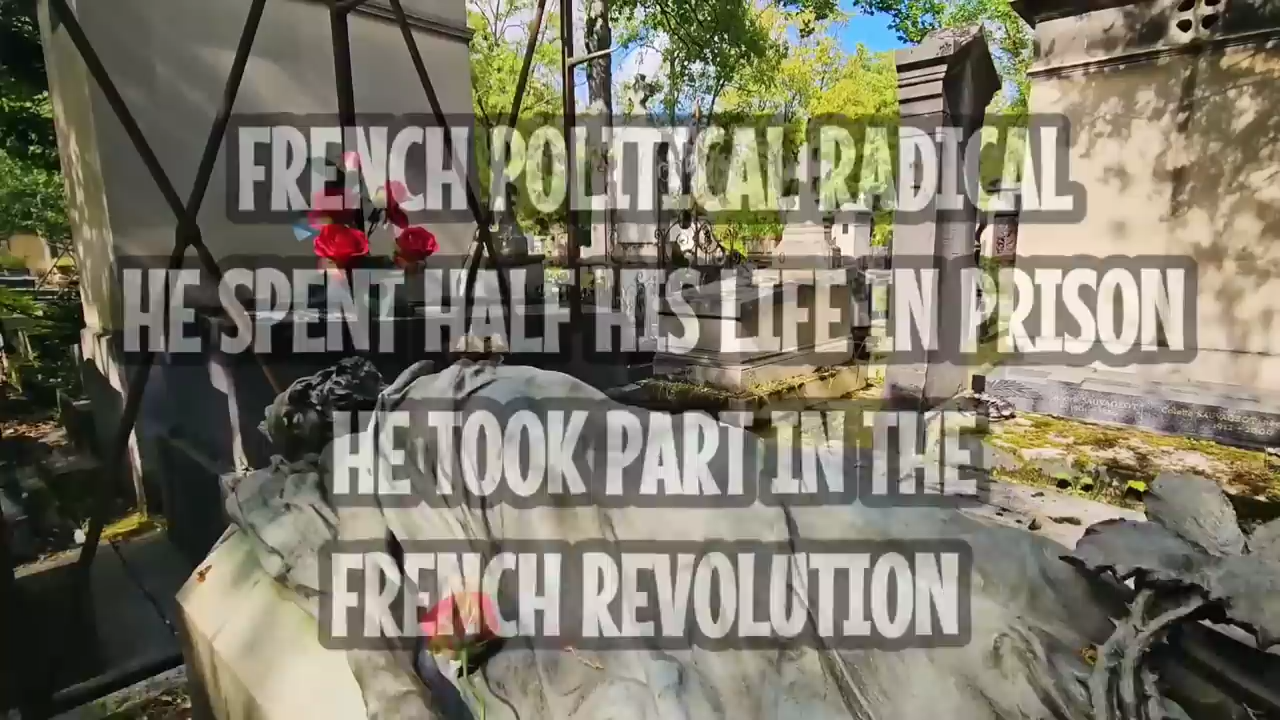 FRENCH POLITICAL RADICAL
HE SPENT HALF HIS LIFE IN PRISON
HE TOOK PART IN THE
FRENCH REVOLUTION